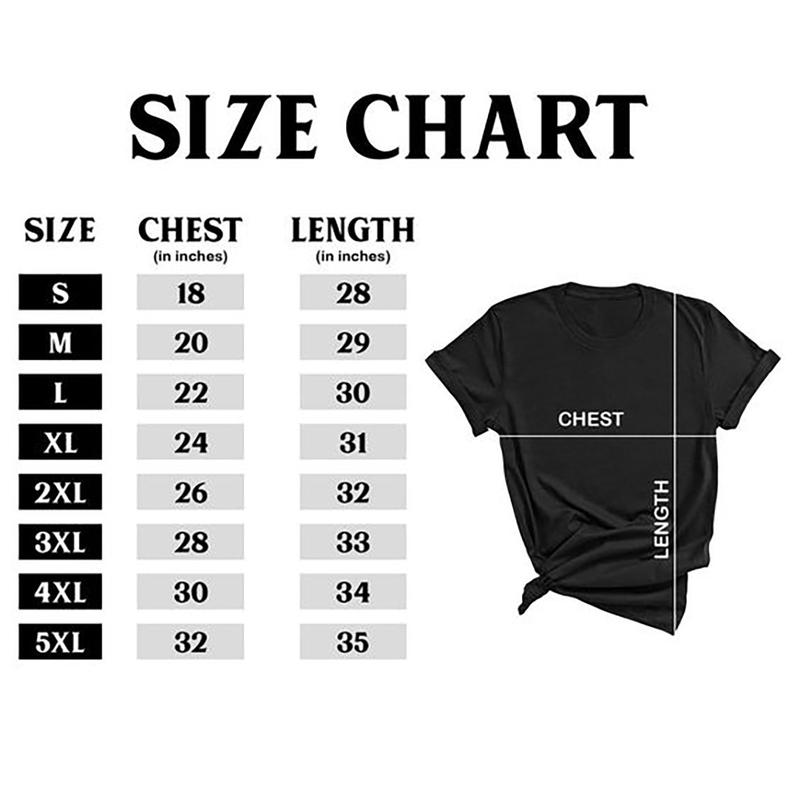 SIZE CHART
SIZE CHEST LENGTH
(in inches) (in inches)
S 18 28
M 20 29
L 22 30
XL 24 31
2XL 26 32
3XL 28 33
4XL 30 34
5XL 32 35
CHEST
LENGTH